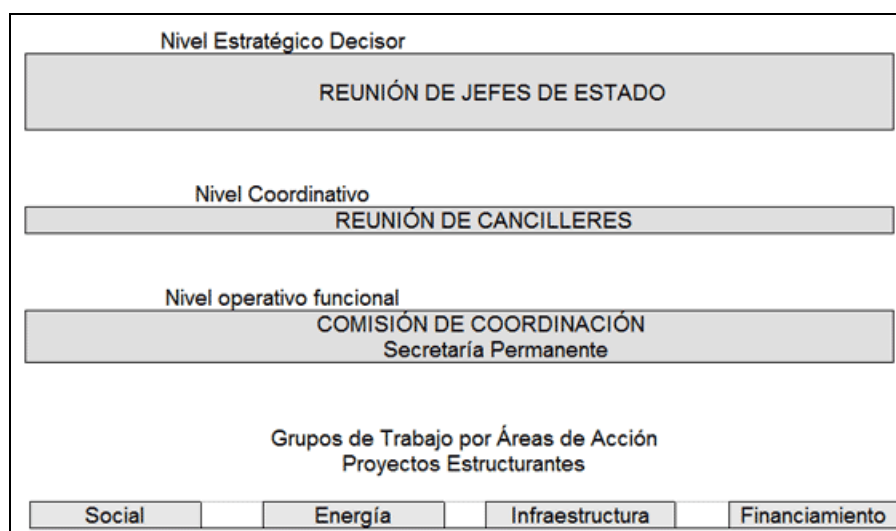 Nivel Estratégico Decisor
REUNIÓN DE JEFES DE ESTADO
Nivel Coordinativo
REUNIÓN DE CANCILLERES
Nivel operativo funcional
COMISIÓN DE COORDINACIÓN
Secretaría Permanente
Grupos de Trabajo por Áreas de Acción
Proyectos Estructurantes
Social Energía Infraestructura Financiamiento